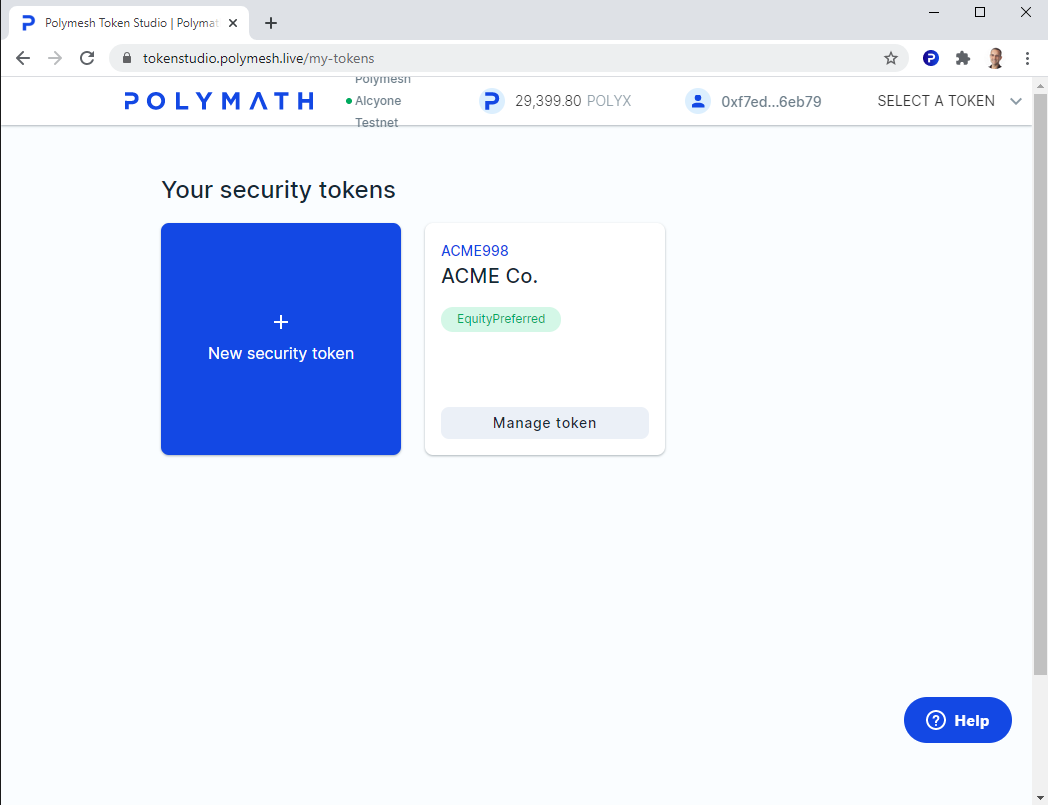 Polymesh Token Studio | Polymat
tokenstudio.polymesh.live/my-tokens
POLYMATH
Polymesh
Alcyone
Testnet
29,399.80 POLYX
0xf7ed...6eb79
SELECT A TOKEN
Your security tokens
New security token
ACME998
ACME Co.
EquityPreferred
Manage token
Help